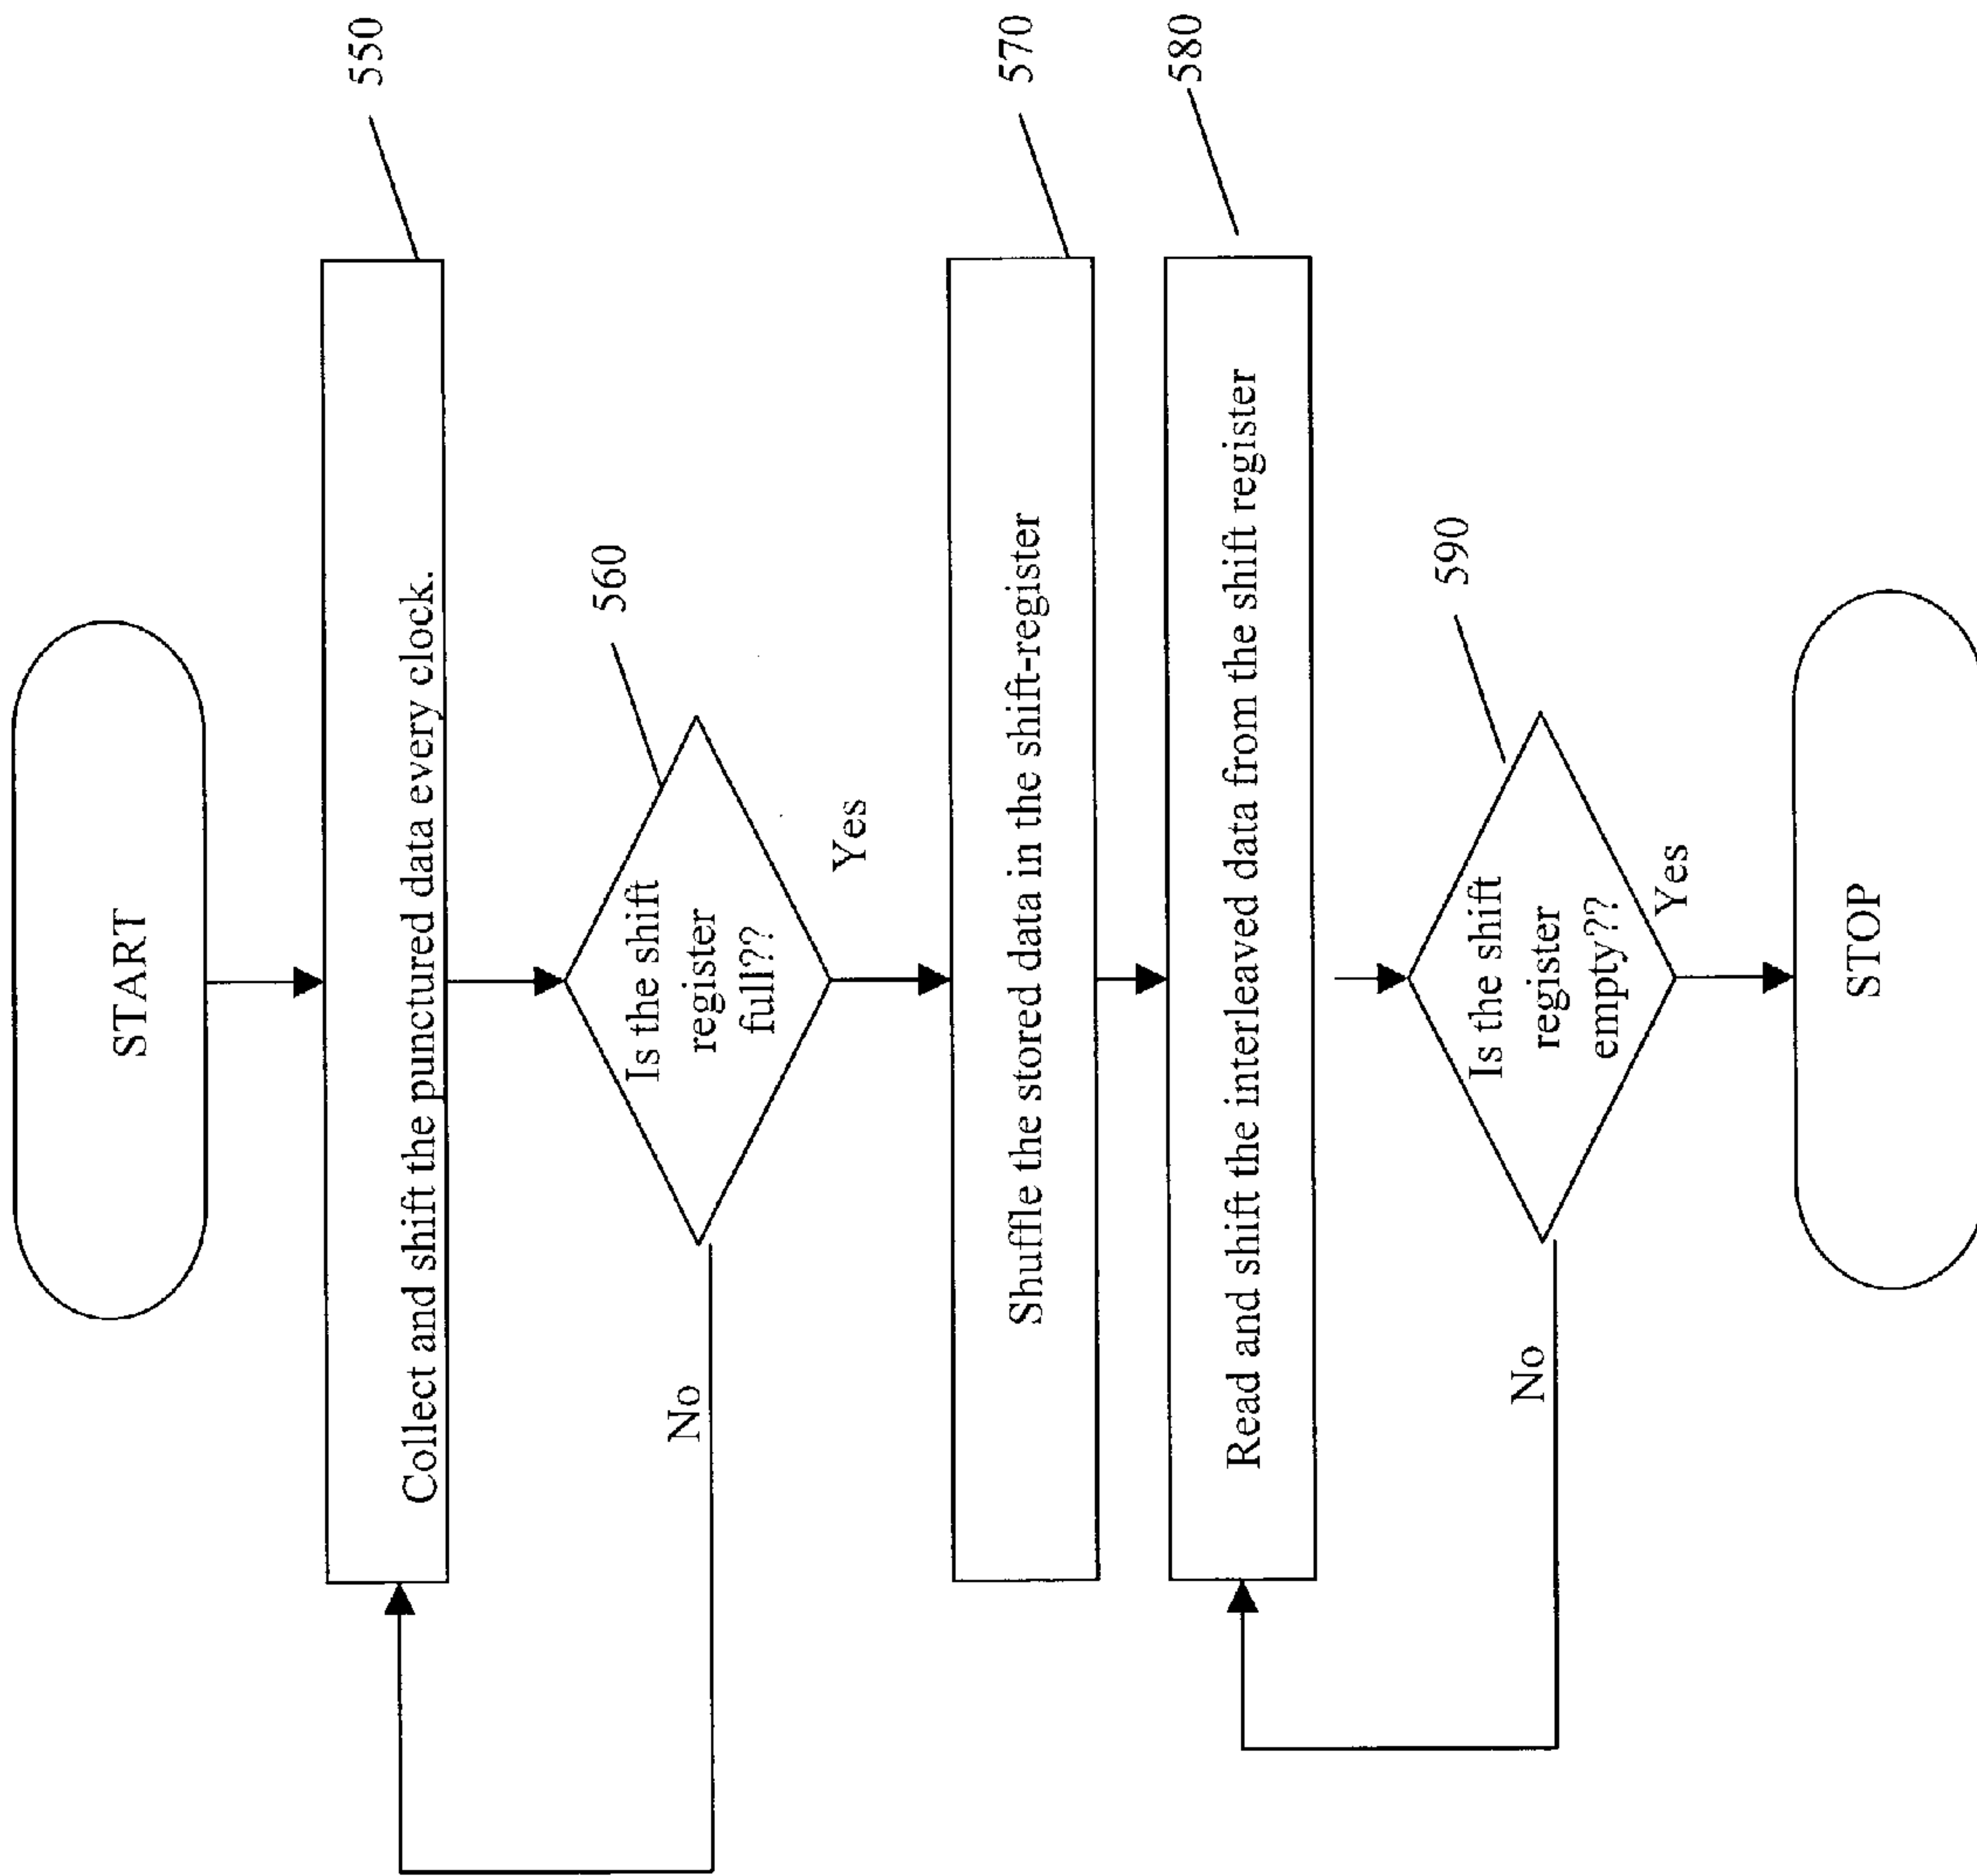 START
Collect and shift the punctured data every clock.
550
Is the shift
register
full??
560
No
Yes
Shuffle the stored data in the shift-register
570
Read and shift the interleaved data from the shift register
580
Is the shift
register
empty??
590
No
Yes
STOP